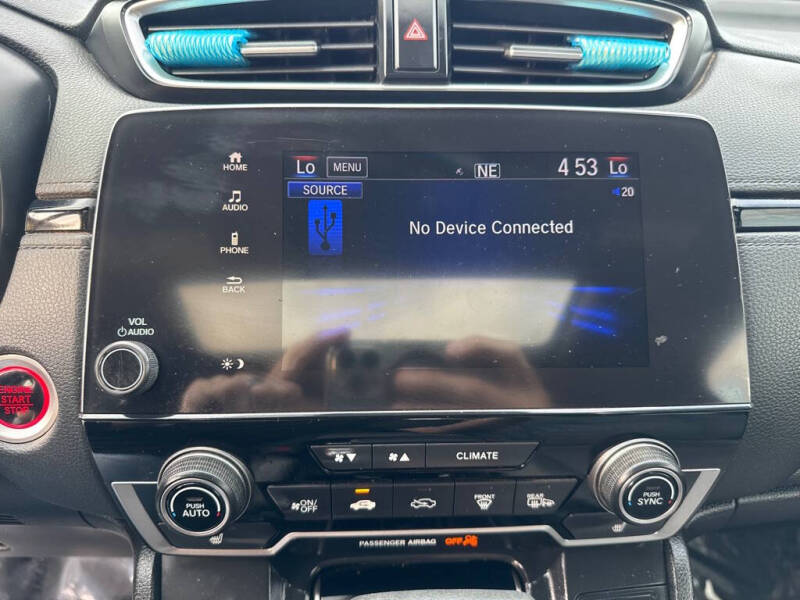 Lo MENU NE 4 53 Lo
SOURCE 20
No Device Connected
HOME
AUDIO
PHONE
BACK
VOL
AUDIO
ENGINE
START
STOP
CLIMATE
PUSH
AUTO
ON/
OFF
FRONT
REAR
PUSH
SYNC
PASSENGER AIRBAG OFF